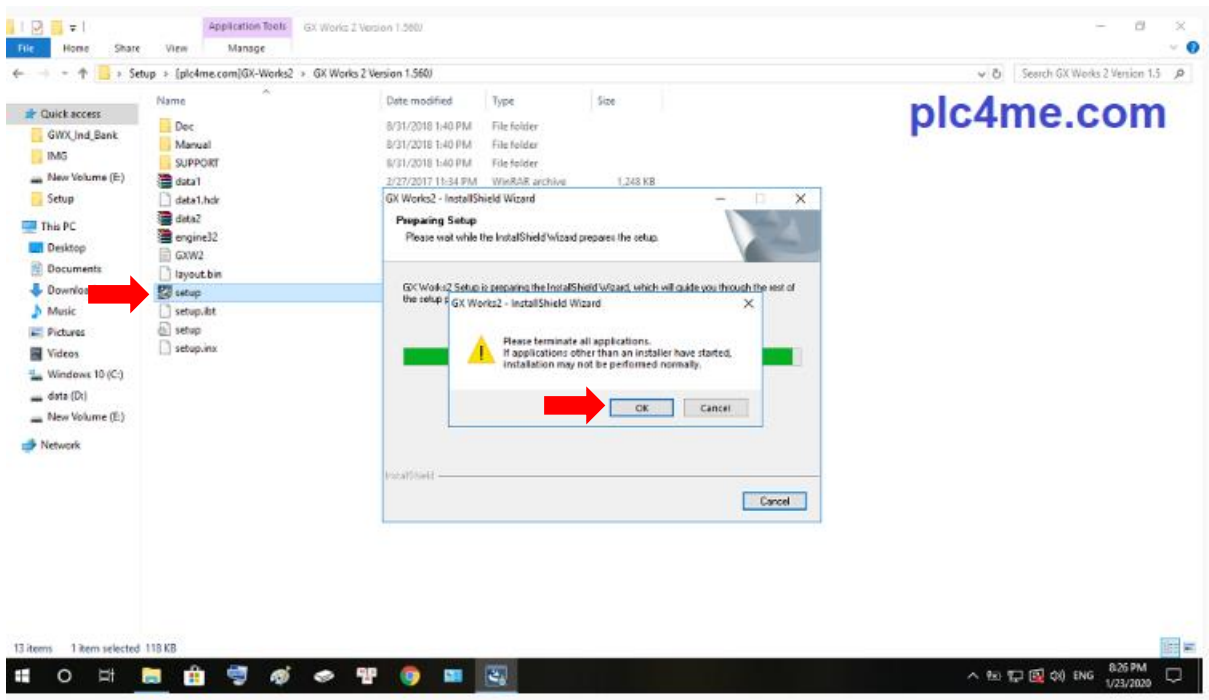 Application Tools GX Works 2 Version 1.560J
File Home Share View Manage
Setup > [plc4me.com]GX-Works2 > GX Works 2 Version 1.560J
Search GX Works 2 Version 1.5
plc4me.com
Quick access
GWX_Ind_Bank
IMG
New Volume (E:)
Setup
This PC
Desktop
Documents
Music
Pictures
Videos
Windows 10 (C:)
data (D:)
New Volume (E:)
Network
Name Date modified Type Size
Doc 8/31/2018 1:40 PM File folder
Manual 8/31/2018 1:40 PM File folder
SUPPORT 8/31/2018 1:40 PM File folder
data1 2/27/2017 11:34 PM WinRAR archive 1,248 KB
data1.hdr
data2
engine32
GXW2
layout.bin
setup
setup.ibt
setup
setup.inx
GX Works2 - InstallShield Wizard
Preparing Setup
Please wait while the InstallShield Wizard prepares the setup.
GX Works2 Setup is preparing the InstallShield Wizard, which will guide you through the rest of
the setup
GX Works2 - InstallShield Wizard
Please terminate all applications.
If applications other than an installer have started,
installation may not be performed normally.
OK Cancel
InstallShield
Cancel
13 items 1 item selected 118 KB
ENG
8:26 PM
1/23/2020